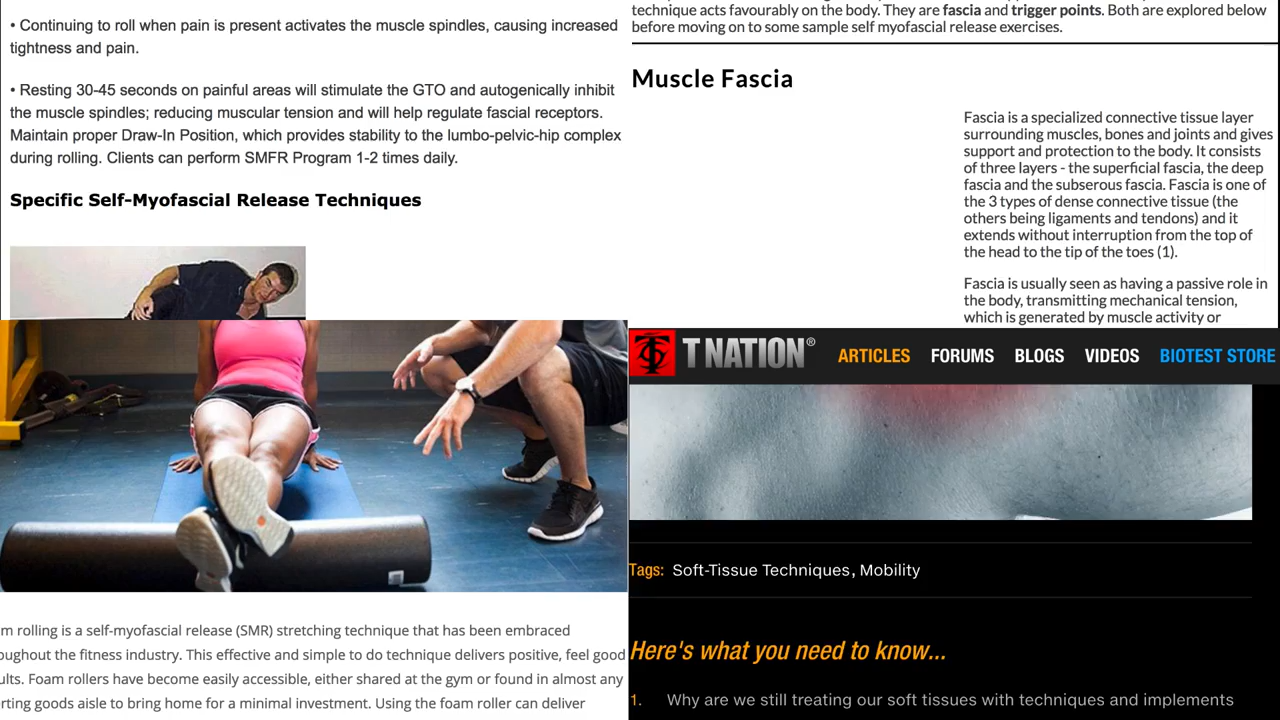 • Continuing to roll when pain is present activates the muscle spindles, causing increased
tightness and pain.
• Resting 30-45 seconds on painful areas will stimulate the GTO and autogenically inhibit
the muscle spindles; reducing muscular tension and will help regulate fascial receptors.
Maintain proper Draw-In Position, which provides stability to the lumbo-pelvic-hip complex
during rolling. Clients can perform SMFR Program 1-2 times daily.
Specific Self-Myofascial Release Techniques
technique acts favourably on the body. They are fascia and trigger points. Both are explored below
before moving on to some sample self myofascial release exercises.
Muscle Fascia
Fascia is a specialized connective tissue layer
surrounding muscles, bones and joints and gives
support and protection to the body. It consists
of three layers - the superficial fascia, the deep
fascia and the subserous fascia. Fascia is one of
the 3 types of dense connective tissue (the
others being ligaments and tendons) and it
extends without interruption from the top of
the head to the tip of the toes (1).
Fascia is usually seen as having a passive role in
the body, transmitting mechanical tension,
which is generated by muscle activity or
m rolling is a self-myofascial release (SMR) stretching technique that has been embraced
oughout the fitness industry. This effective and simple to do technique delivers positive, feel good
ults. Foam rollers have become easily accessible, either shared at the gym or found in almost any
rting goods aisle to bring home for a minimal investment. Using the foam roller can deliver
T NATION® ARTICLES FORUMS BLOGS VIDEOS BIOTEST STORE
Tags: Soft-Tissue Techniques, Mobility
Here's what you need to know...
1. Why are we still treating our soft tissues with techniques and implements